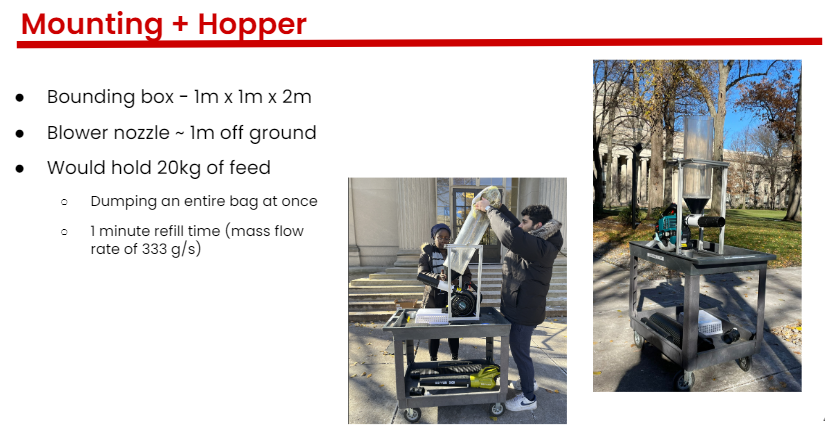 Mounting + Hopper
● Bounding box - 1m x 1m x 2m
● Blower nozzle ~ 1m off ground
● Would hold 20kg of feed
○ Dumping an entire bag at once
○ 1 minute refill time (mass flow
rate of 333 g/s)